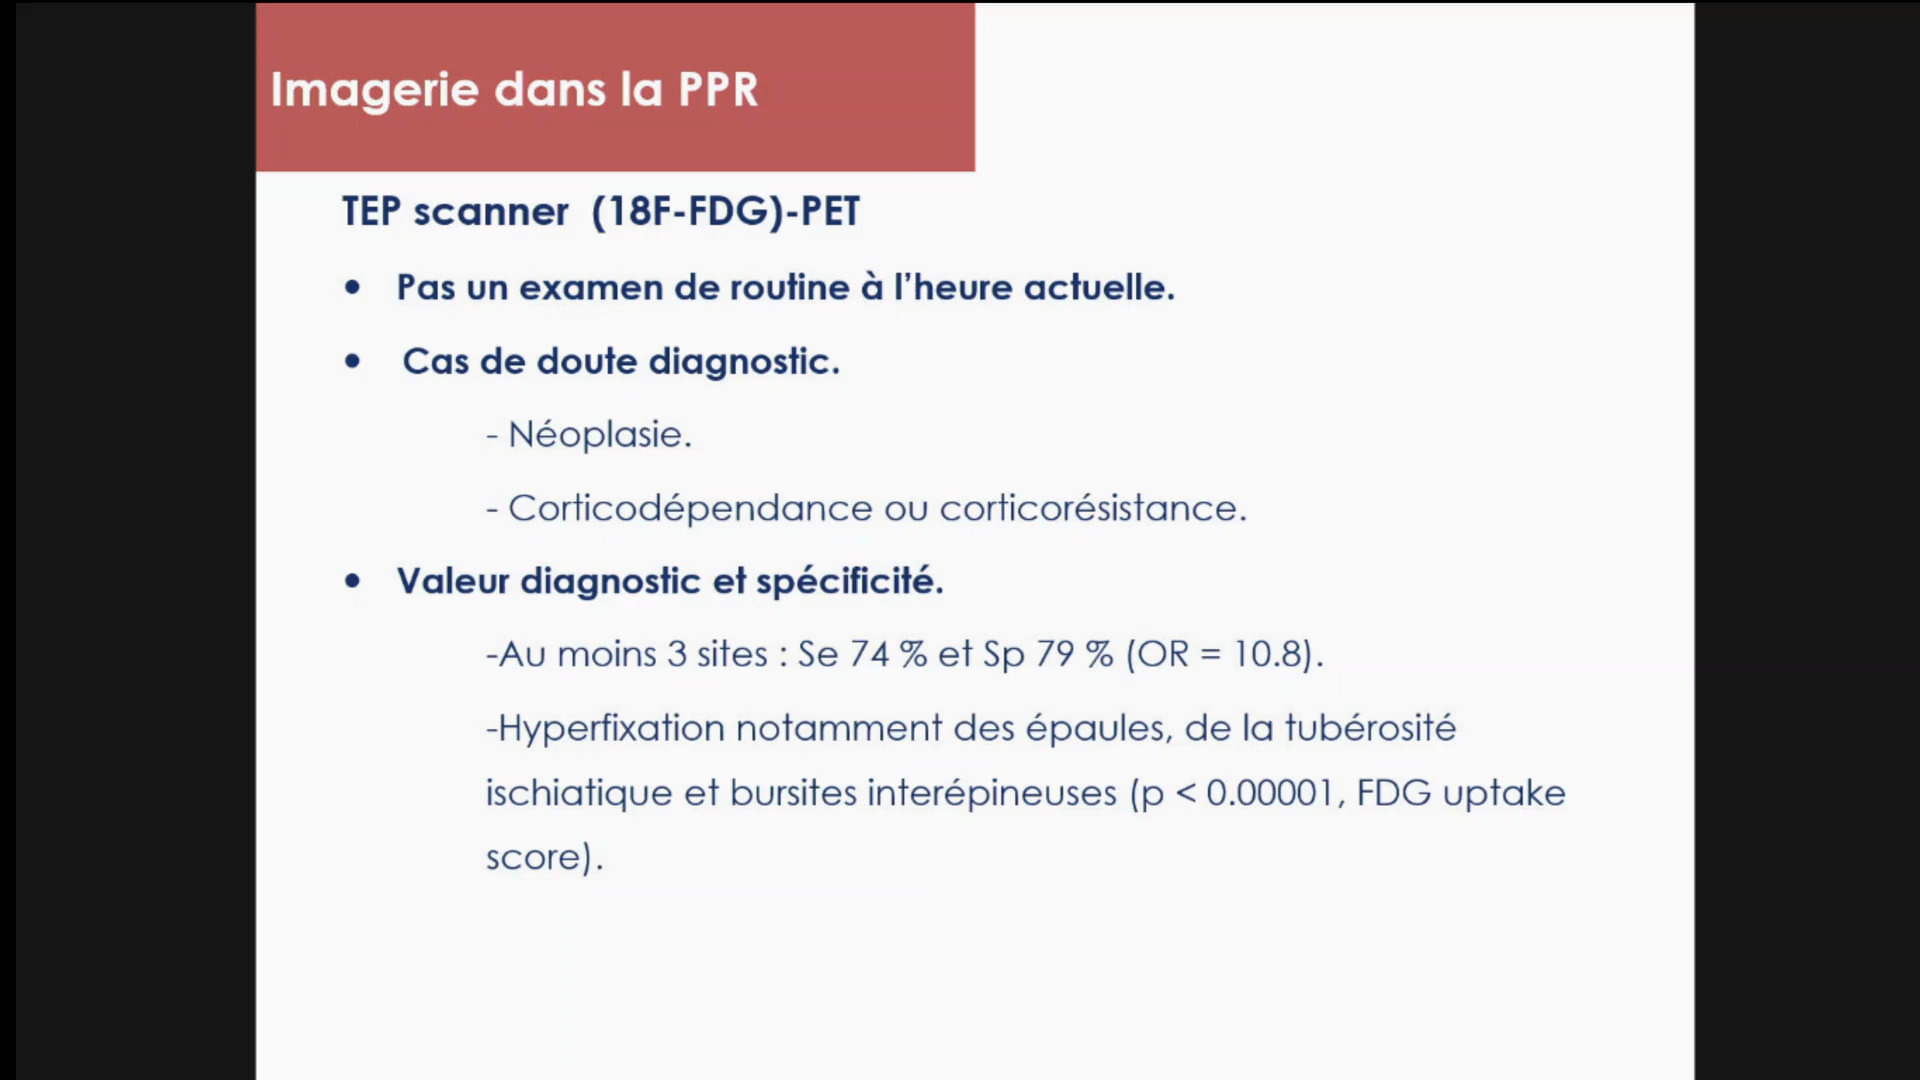 Imagerie dans la PPR
TEP scanner (18F-FDG)-PET
• Pas un examen de routine à l'heure actuelle.
• Cas de doute diagnostic.
- Néoplasie.
- Corticodépendance ou corticorésistance.
• Valeur diagnostic et spécificité.
-Au moins 3 sites : Se 74 % et Sp 79 % (OR = 10.8).
-Hyperfixation notamment des épaules, de la tubérosité
ischiatique et bursites interépineuses (p < 0.00001, FDG uptake
score).